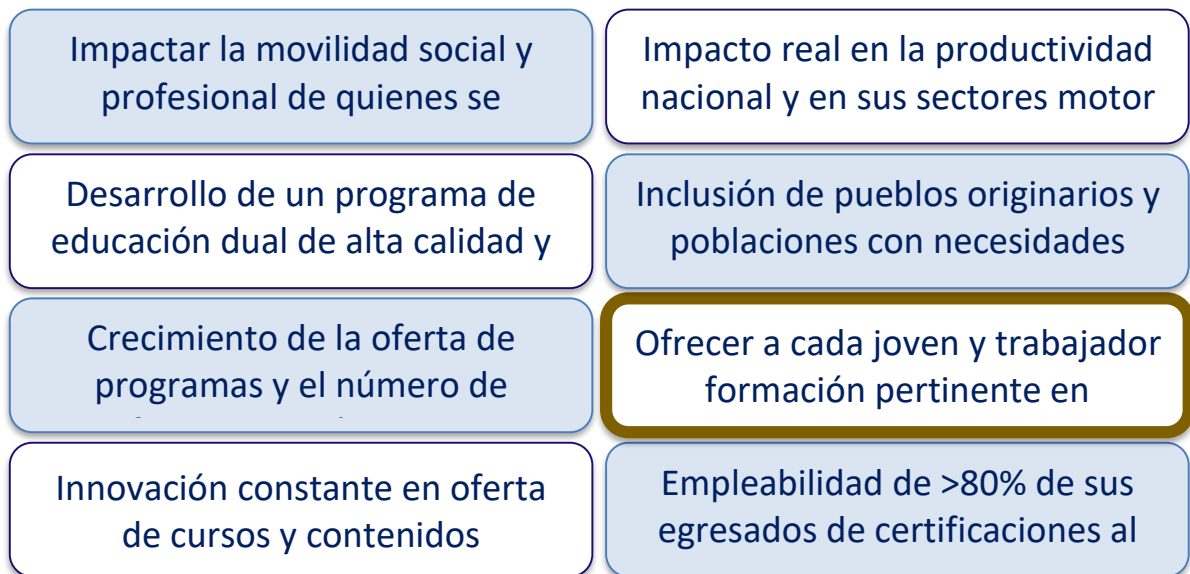 Impactar la movilidad social y
profesional de quienes se
Impacto real en la productividad
nacional y en sus sectores motor
Desarrollo de un programa de
educación dual de alta calidad y
Inclusión de pueblos originarios y
poblaciones con necesidades
Crecimiento de la oferta de
programas y el número de
Ofrecer a cada joven y trabajador
formación pertinente en
Innovación constante en oferta
de cursos y contenidos
Empleabilidad de >80% de sus
egresados de certificaciones al